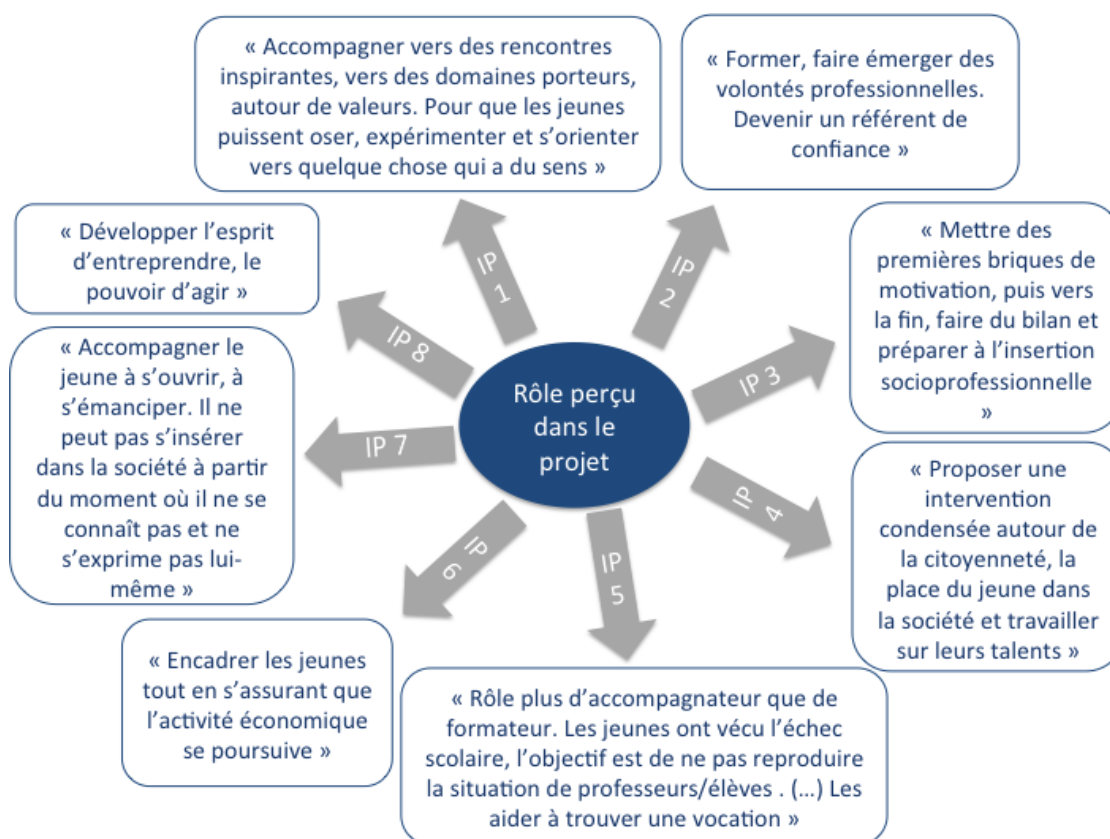 « Accompagner vers des rencontres
inspirantes, vers des domaines
porteurs, autour de valeurs. Pour que les jeunes
puissent oser, expérimenter et s’orienter
vers quelque chose qui a du sens »
« Former, faire émerger des
volontés professionnelles.
Devenir un référent de
confiance »
« Mettre des
premières briques de
motivation, puis vers
la fin, faire du bilan et
préparer à l’insertion
socioprofessionnelle
»
« Proposer une
intervention
condensée autour de
la citoyenneté, la
place du jeune dans
la société et travailler
sur leurs talents »
« Rôle plus d’accompagnateur que de
formateur. Les jeunes ont vécu l’échec
scolaire, l’objectif est de ne pas reproduire
la situation de professeurs/élèves . (...) Les
aider à trouver une vocation »
« Encadrer les jeunes
tout en s’assurant que
l’activité économique
se poursuive »
« Accompagner le
jeune à s’ouvrir, à
s’émanciper. Il ne
peut pas s’insérer
dans la société à partir
du moment où il ne se
connaît pas et ne
s’exprime pas lui-
même »
« Développer l’esprit
d’entreprendre, le
pouvoir d’agir »
IP
1
IP
2
IP 3
IP
4
IP
5
IP
6
IP 7
IP 8
Rôle perçu
dans le
projet